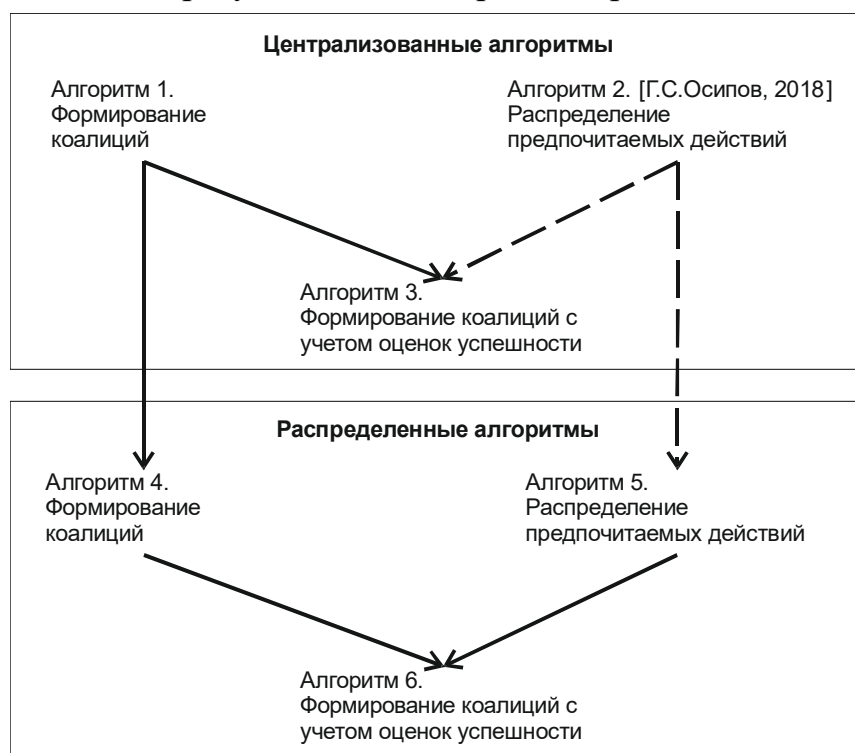 Централизованные алгоритмы
Алгоритм 1.
Формирование
коалиций
Алгоритм 2. [Г.С.Осипов, 2018]
Распределение
предпочитаемых действий
Алгоритм 3.
Формирование коалиций с
учетом оценок успешности
Распределенные алгоритмы
Алгоритм 4.
Формирование
коалиций
Алгоритм 5.
Распределение
предпочитаемых действий
Алгоритм 6.
Формирование коалиций с
учетом оценок успешности